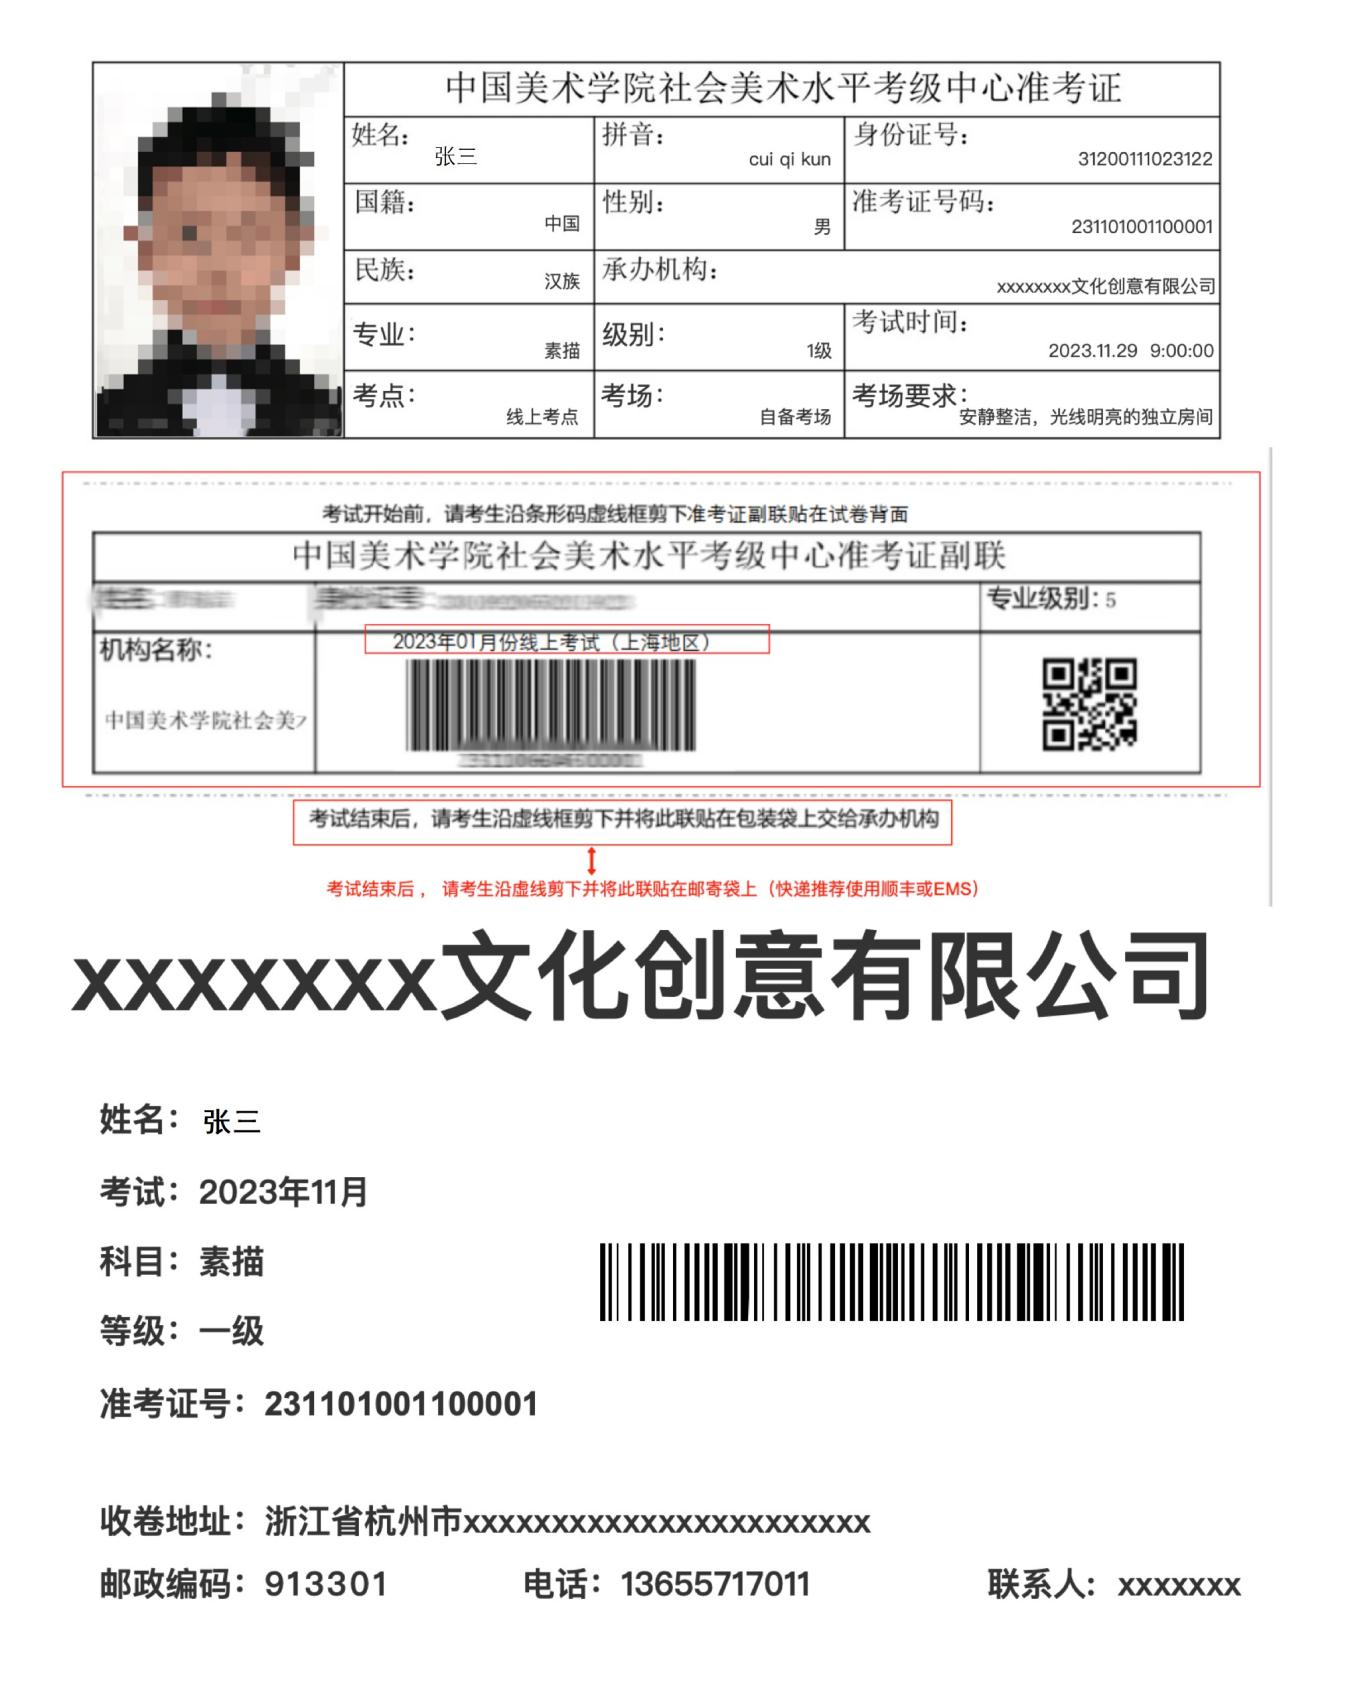 中国美术学院社会美术水平考级中心准考证
姓名： 张三 拼音： cui qi kun 身份证号： 31200111023122
国籍： 中国 性别： 男 准考证号码： 231101001100001
民族： 汉族 承办机构： xxxxxxxx文化创意有限公司
专业： 素描 级别： 1级 考试时间： 2023.11.29 9:00:00
考点： 线上考点 考场： 自备考场 考场要求： 安静整洁，光线明亮的独立房间
考试开始前，请考生沿条形码虚线框剪下准考证副联贴在试卷背面
中国美术学院社会美术水平考级中心准考证副联
专业级别：5
2023年01月份线上考试（上海地区）
机构名称：
中国美术学院社会美
考试结束后，请考生沿虚线框剪下并将此联贴在包装袋上交给承办机构
考试结束后， 请考生沿虚线剪下并将此联贴在邮寄袋上（快递推荐使用顺丰或EMS）
xxxxxxx文化创意有限公司
姓名： 张三
考试：2023年11月
科目：素描
等级：一级
准考证号：231101001100001
收卷地址：浙江省杭州市xxxxxxxxxxxxxxxxxxxxxxx
邮政编码：913301 电话：13655717011 联系人：xxxxxxx